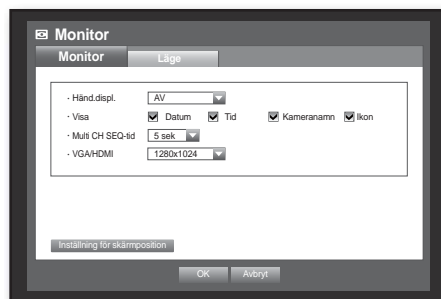 Monitor
Monitor Läge
· Händ.displ. AV
· Visa Datum Tid Kameranamn Ikon
· Multi CH SEQ-tid 5 sek
· VGA/HDMI 1280x1024
Inställning för skärmposition
OK Avbryt